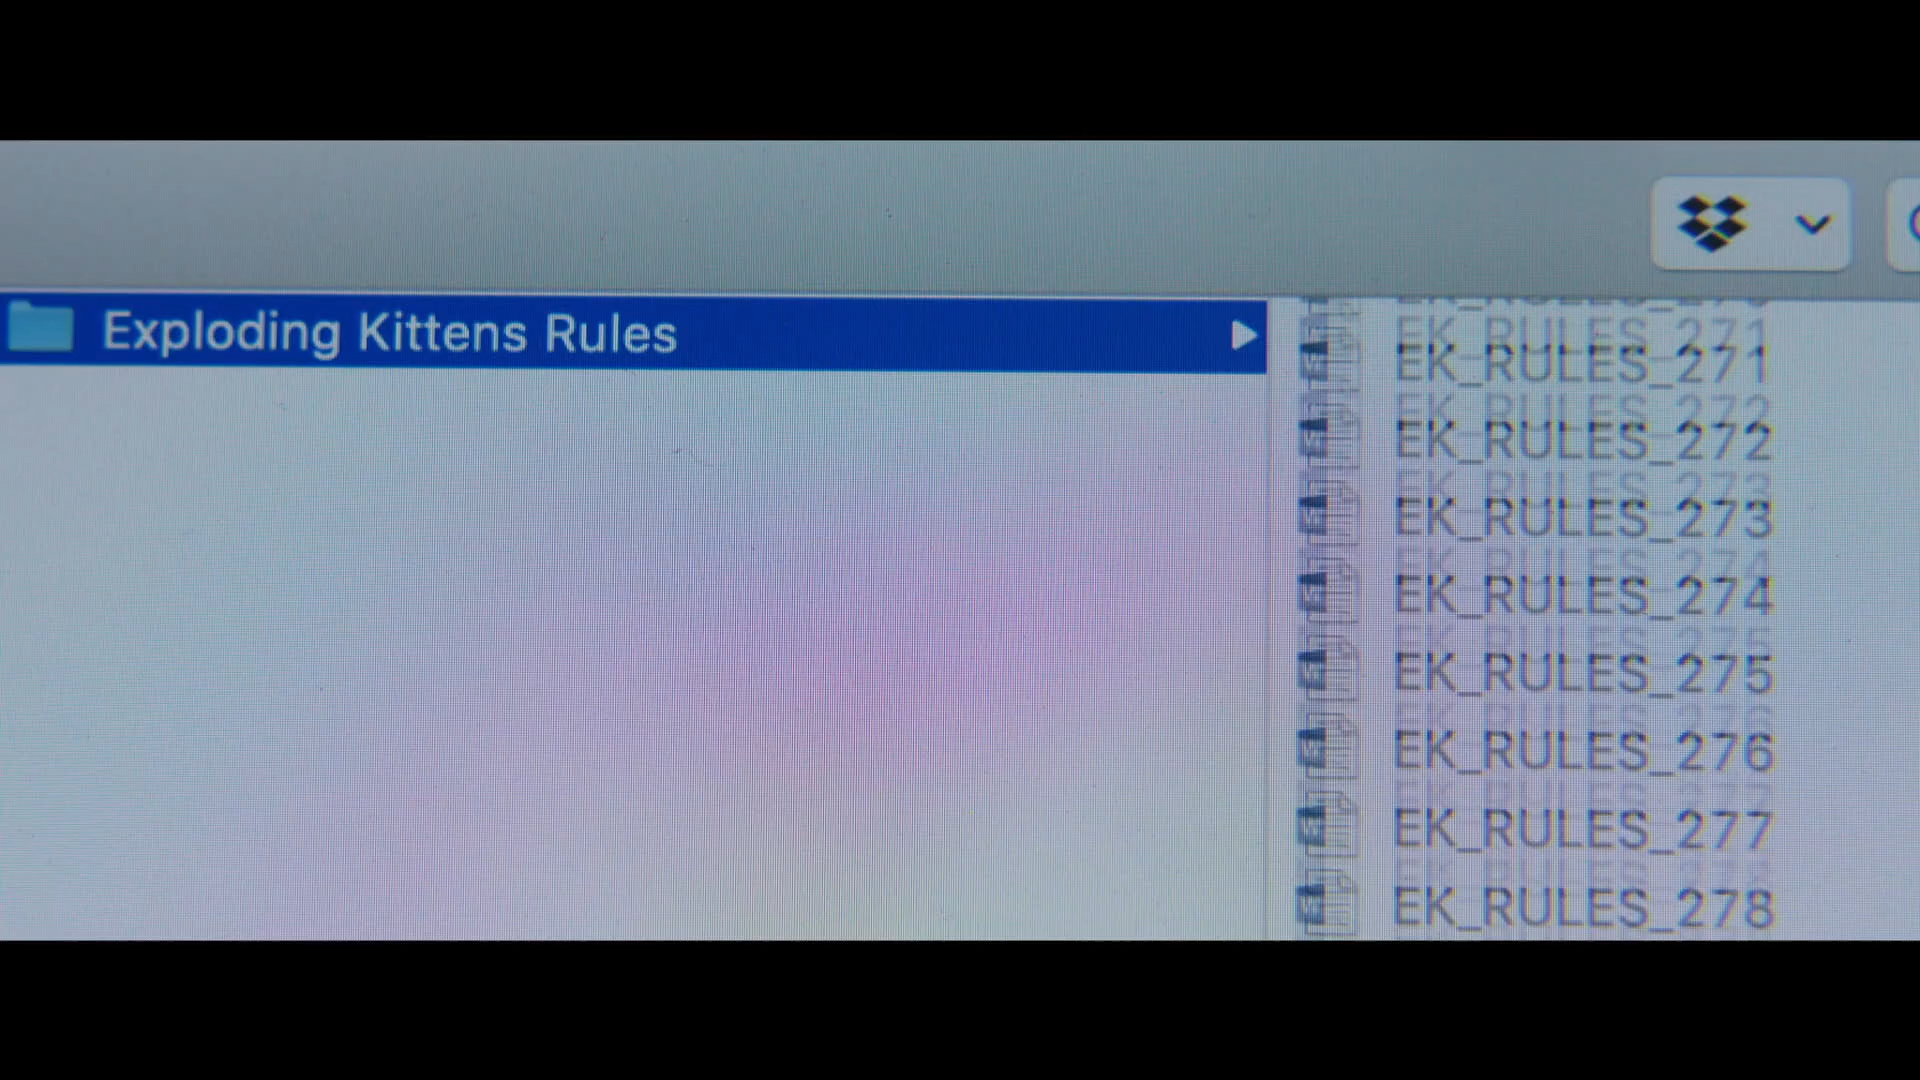 Exploding Kittens Rules
EK_RULES_271
EK_RULES_272
EK_RULES_273
EK_RULES_274
EK_RULES_275
EK_RULES_276
EK_RULES_277
EK_RULES_278